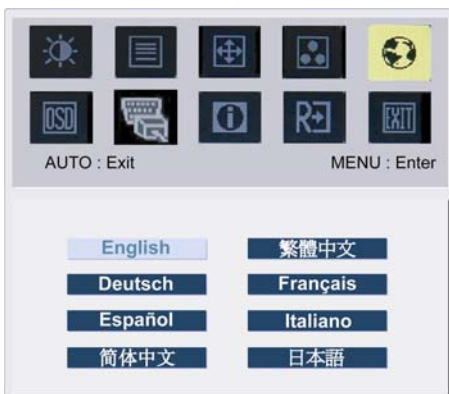 OSD R EXIT
AUTO : Exit MENU : Enter
English 繁體中文
Deutsch Français
Español Italiano
简体中文 日本語